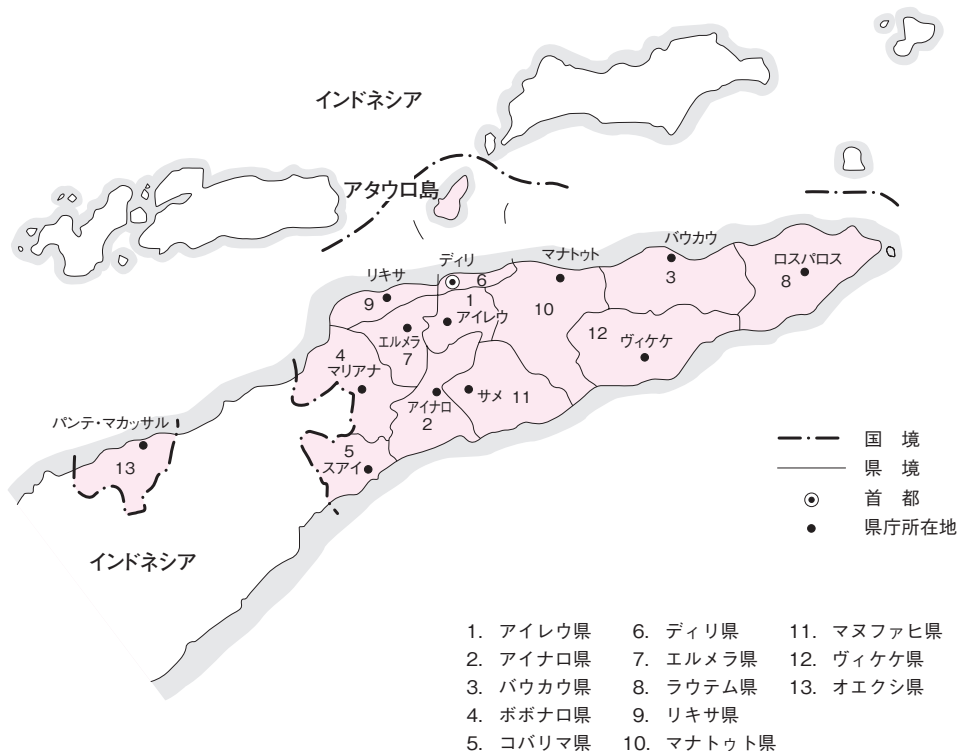 インドネシア
アタウロ島
バウカウ
マナトゥト
ディリ
ロスパロス
リキサ
6
3
8
9
1
10
アイレウ
エルメラ
12
7
ヴィケケ
4
マリアナ
サメ
11
アイナロ
2
パンテ・マカッサル
5
スアイ
13
インドネシア
国 境
県 境
首 都
県庁所在地
1. アイレウ県
2. アイナロ県
3. バウカウ県
4. ボボナロ県
5. コバリマ県
6. ディリ県
7. エルメラ県
8. ラウテム県
9. リキサ県
10. マナトゥト県
11. マヌファヒ県
12. ヴィケケ県
13. オエクシ県